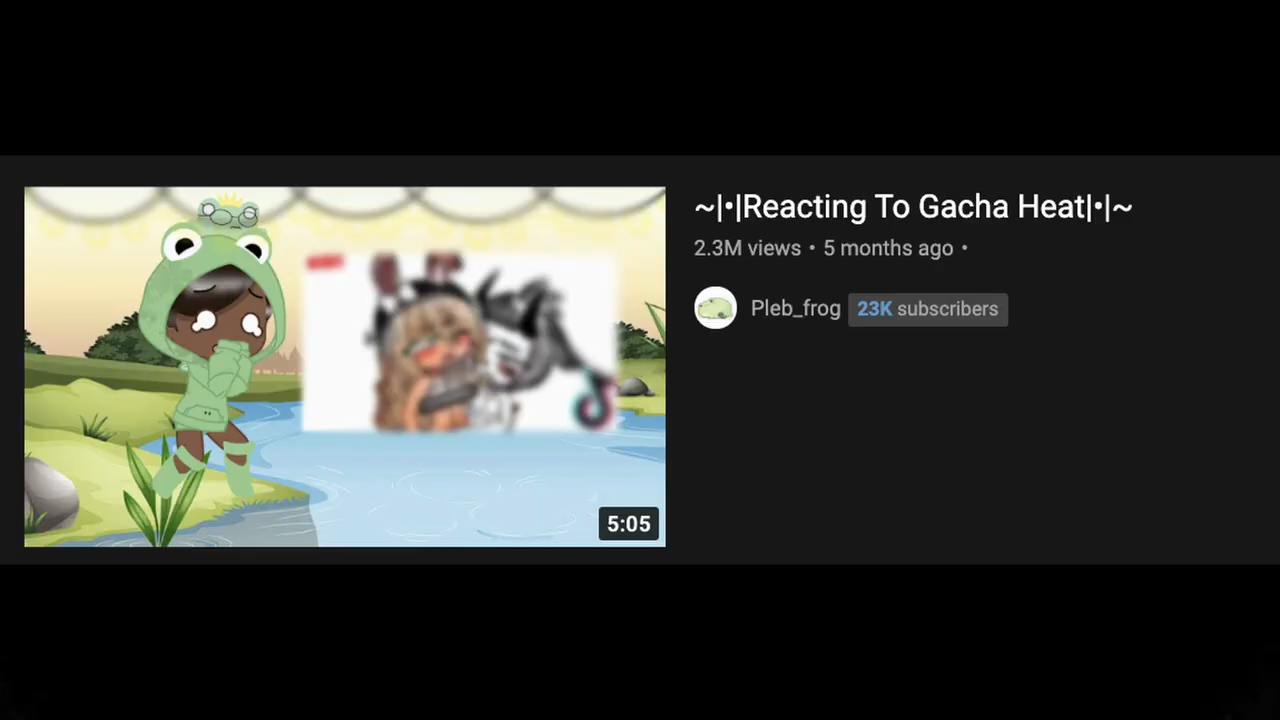 ~|•|Reacting To Gacha Heat|•|~
2.3M views • 5 months ago •
Pleb_frog 23K subscribers
5:05